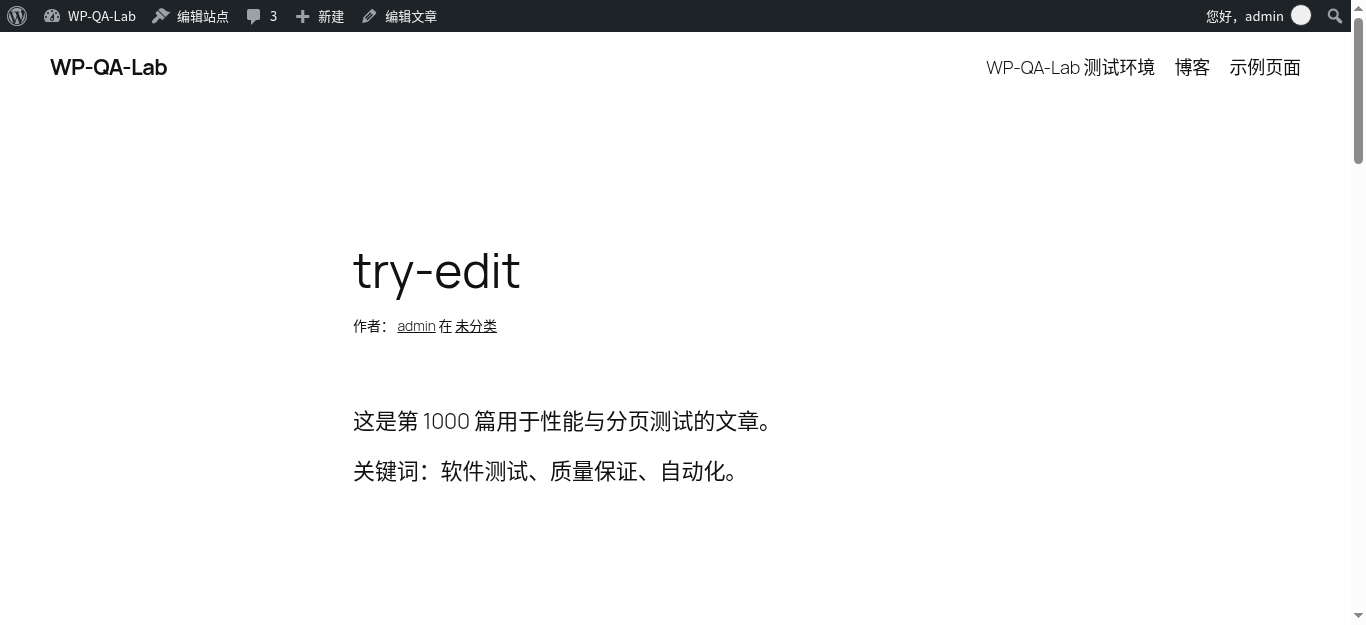 WP-QA-Lab 编辑站点 3 新建 编辑文章 您好，admin
WP-QA-Lab WP-QA-Lab 测试环境 博客 示例页面
try-edit
作者： admin 在 未分类
这是第 1000 篇用于性能与分页测试的文章。
关键词：软件测试、质量保证、自动化。